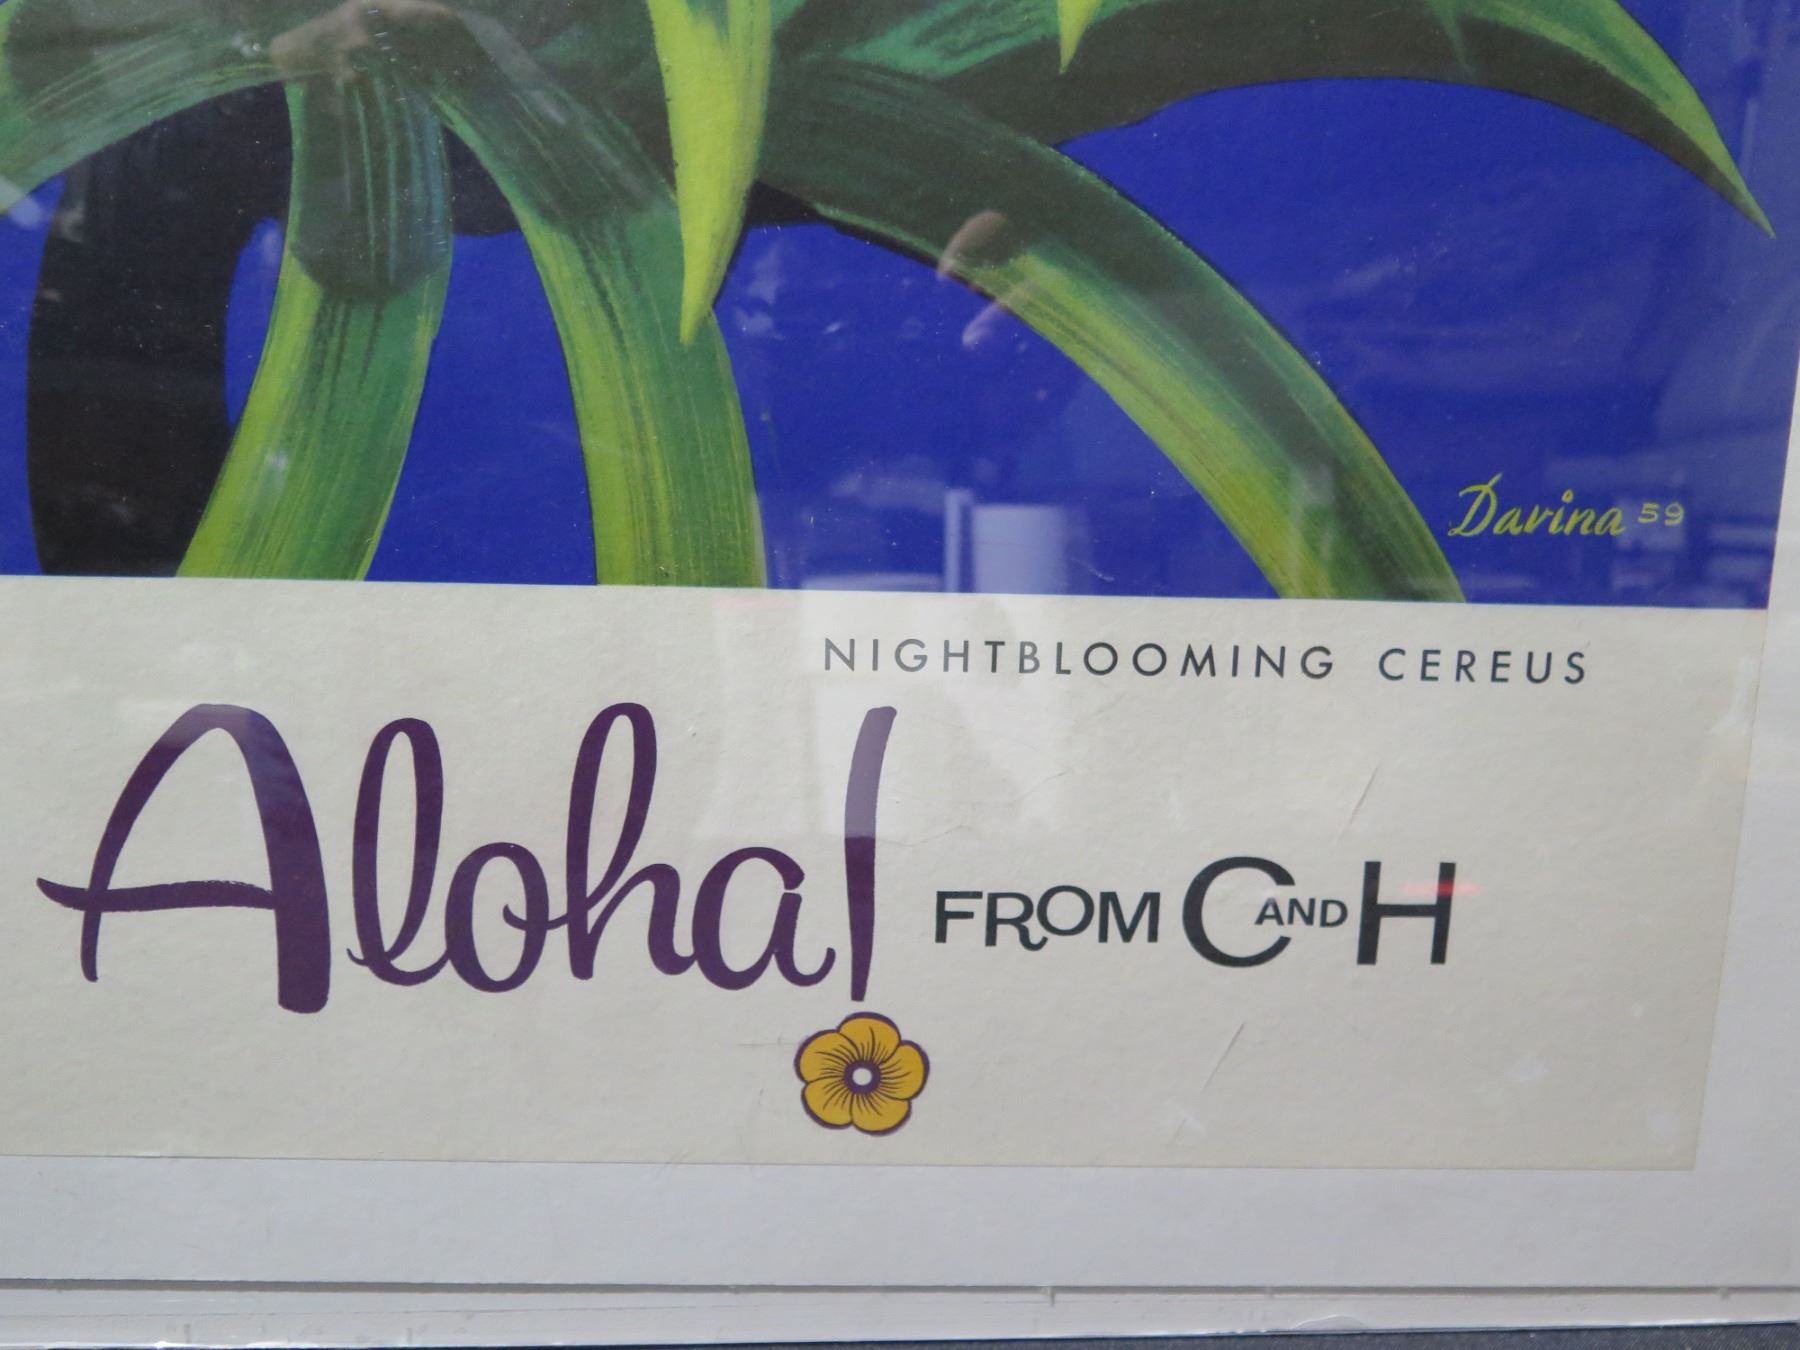 Davina 59
NIGHTBLOOMING CEREUS
Aloha! FROM C AND H